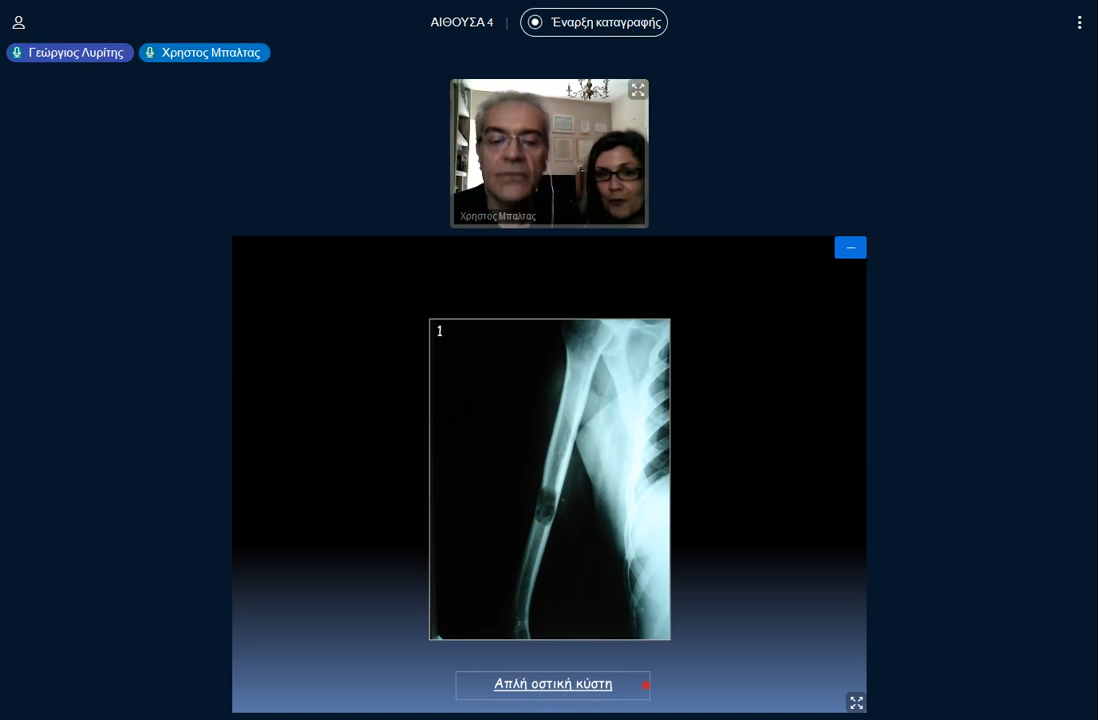 ΑΙΘΟΥΣΑ 4
Έναρξη καταγραφής
Γεώργιος Λυρίτης
Χρηστος Μπαλτας
Χρηστος Μπαλτας
1
Απλή οστική κύστη